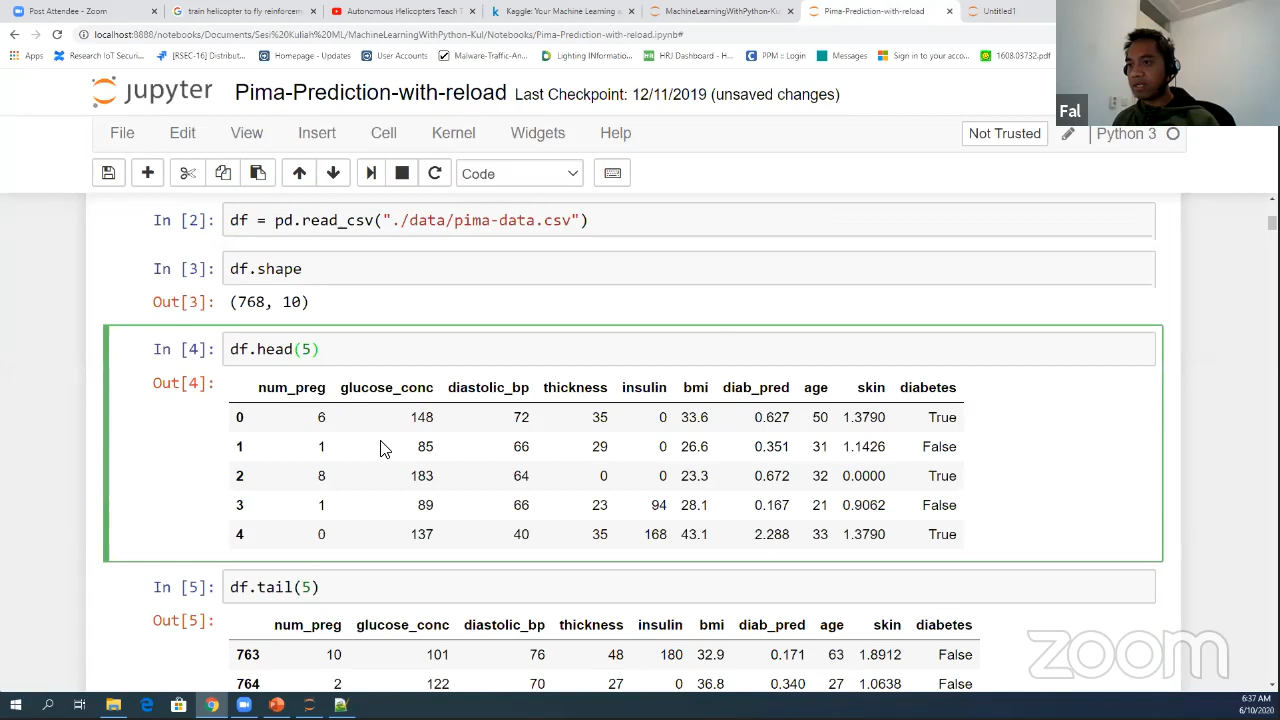 Post Attendee - Zoom
train helicopter to fly reinforcem
Autonomous Helicopters Teach T
Kaggle: Your Machine Learning a
MachineLearningWithPython-Kul
Pima-Prediction-with-reload
Untitled1
localhost:8888/notebooks/Documents/Sesi%20Kuliah%20ML/MachineLearningWithPython-Kul/Notebooks/Pima-Prediction-with-reload.ipynb#
Apps
Research IoT Securi...
[RSEC-16] Distribut...
Homepage - Updates
User Accounts
Malware-Traffic-An...
Lighting INformatio...
HRJ Dashboard - H...
PPM :: Login
Messages
Sign in to your acco...
1608.03732.pdf
jupyter
Pima-Prediction-with-reload Last Checkpoint: 12/11/2019 (unsaved changes)
Fal
File Edit View Insert Cell Kernel Widgets Help
Not Trusted
Python 3
Code
In [2]: df = pd.read_csv("./data/pima-data.csv")
In [3]: df.shape
Out[3]: (768, 10)
In [4]: df.head(5)
Out[4]:
num_preg glucose_conc diastolic_bp thickness insulin bmi diab_pred age skin diabetes
0 6 148 72 35 0 33.6 0.627 50 1.3790 True
1 1 85 66 29 0 26.6 0.351 31 1.1426 False
2 8 183 64 0 0 23.3 0.672 32 0.0000 True
3 1 89 66 23 94 28.1 0.167 21 0.9062 False
4 0 137 40 35 168 43.1 2.288 33 1.3790 True
In [5]: df.tail(5)
Out[5]:
num_preg glucose_conc diastolic_bp thickness insulin bmi diab_pred age skin diabetes
763 10 101 76 48 180 32.9 0.171 63 1.8912 False
764 2 122 70 27 0 36.8 0.340 27 1.0638 False
zoom
6:37 AM
6/10/2020